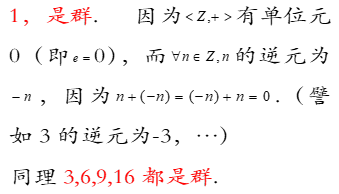 1，是群. 因为<Z,+>有单位元
0（即e=0），而∀n∈Z,n的逆元为
-n，因为n+(-n)=(-n)+n=0.（譬
如3的逆元为-3，…）
同理3,6,9,16都是群.